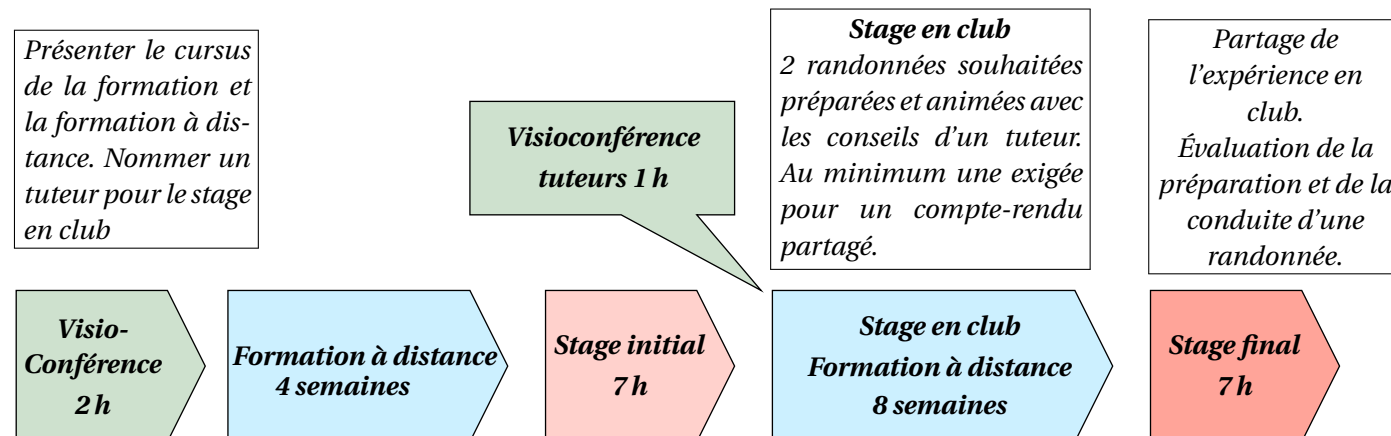 Présenter le cursus
de la formation et
la formation à dis-
tance. Nommer un
tuteur pour le stage
en club
Visioconférence
tuteurs 1 h
Stage en club
2 randonnées souhaitées
préparées et animées avec
les conseils d'un tuteur.
Au minimum une exigée
pour un compte-rendu
partagé.
Partage de
l'expérience en
club.
Évaluation de la
préparation et de la
conduite d'une
randonnée.
Visio-
Conférence
2 h
Formation à distance
4 semaines
Stage initial
7 h
Stage en club
Formation à distance
8 semaines
Stage final
7 h